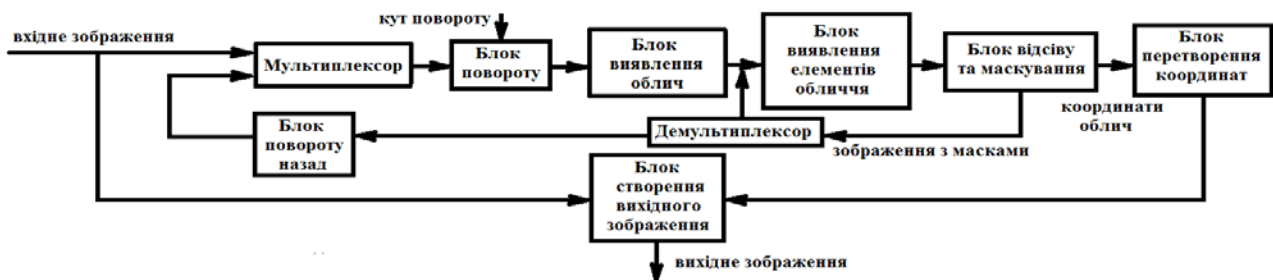 кут повороту
вхідне зображення
Мультиплексор
Блок
повороту
Блок
виявлення
облич
Блок
виявлення
елементів
обличчя
Блок відсіву
та маскування
Блок
перетворення
координат
координати
облич
Блок
повороту
назад
Демультиплексор
зображення з масками
Блок
створення
вихідного
зображення
вихідне зображення